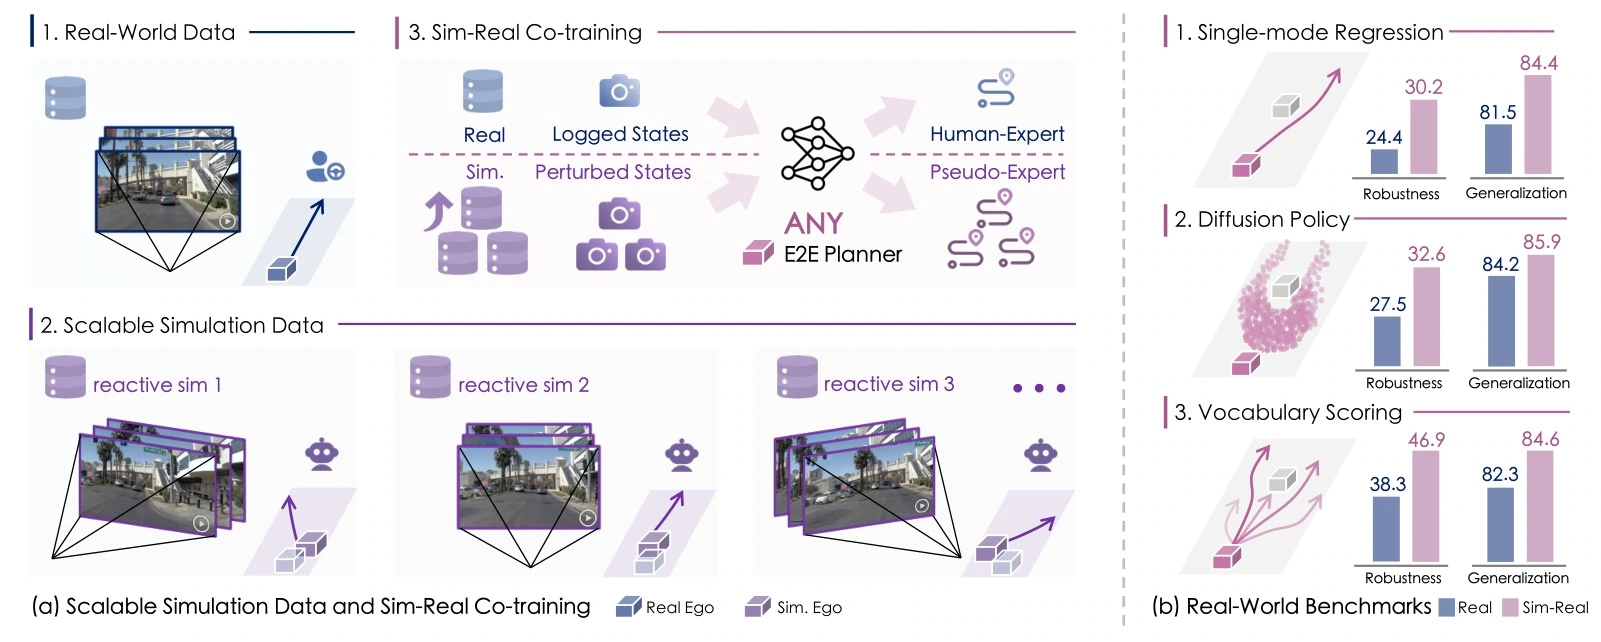 1. Real-World Data
3. Sim-Real Co-training
Real
Logged States
Human-Expert
Sim.
Perturbed States
Pseudo-Expert
ANY
E2E Planner
2. Scalable Simulation Data
reactive sim 1
reactive sim 2
reactive sim 3
(a) Scalable Simulation Data and Sim-Real Co-training
Real Ego
Sim. Ego
1. Single-mode Regression
24.4
30.2
81.5
84.4
Robustness
Generalization
2. Diffusion Policy
27.5
32.6
84.2
85.9
Robustness
Generalization
3. Vocabulary Scoring
38.3
46.9
82.3
84.6
Robustness
Generalization
(b) Real-World Benchmarks
Real
Sim-Real